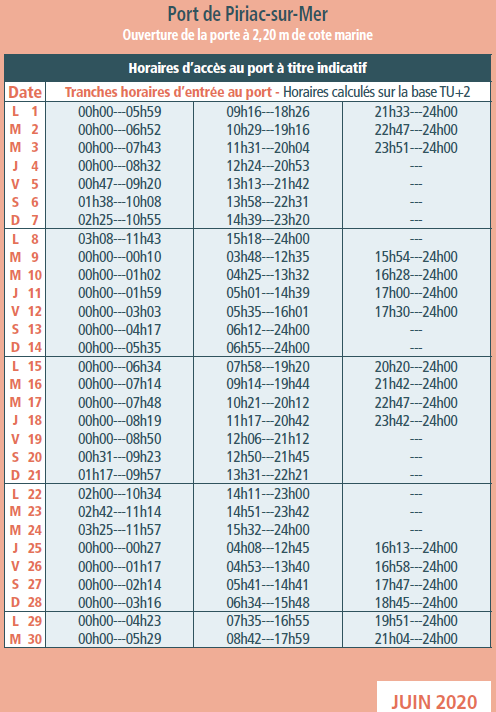 Port de Piriac-sur-Mer
Ouverture de la porte à 2,20 m de cote marine
Horaires d'accès au port à titre indicatif
Date Tranches horaires d'entrée au port - Horaires calculés sur la base TU+2
L 1 00h00---05h59 09h16---18h26 21h33---24h00
M 2 00h00---06h52 10h29---19h16 22h47---24h00
M 3 00h00---07h43 11h31---20h04 23h51---24h00
J 4 00h00---08h32 12h24---20h53 ---
V 5 00h47---09h20 13h13---21h42 ---
S 6 01h38---10h08 13h58---22h31 ---
D 7 02h25---10h55 14h39---23h20 ---
L 8 03h08---11h43 15h18---24h00 ---
M 9 00h00---00h10 03h48---12h35 15h54---24h00
M 10 00h00---01h02 04h25---13h32 16h28---24h00
J 11 00h00---01h59 05h01---14h39 17h00---24h00
V 12 00h00---03h03 05h35---16h01 17h30---24h00
S 13 00h00---04h17 06h12---24h00 ---
D 14 00h00---05h35 06h55---24h00 ---
L 15 00h00---06h34 07h58---19h20 20h20---24h00
M 16 00h00---07h14 09h14---19h44 21h42---24h00
M 17 00h00---07h48 10h21---20h12 22h47---24h00
J 18 00h00---08h19 11h17---20h42 23h42---24h00
V 19 00h00---08h50 12h06---21h12 ---
S 20 00h31---09h23 12h50---21h45 ---
D 21 01h17---09h57 13h31---22h21 ---
L 22 02h00---10h34 14h11---23h00 ---
M 23 02h42---11h14 14h51---23h42 ---
M 24 03h25---11h57 15h32---24h00 ---
J 25 00h00---00h27 04h08---12h45 16h13---24h00
V 26 00h00---01h17 04h53---13h40 16h58---24h00
S 27 00h00---02h14 05h41---14h41 17h47---24h00
D 28 00h00---03h16 06h34---15h48 18h45---24h00
L 29 00h00---04h23 07h35---16h55 19h51---24h00
M 30 00h00---05h29 08h42---17h59 21h04---24h00
JUIN 2020